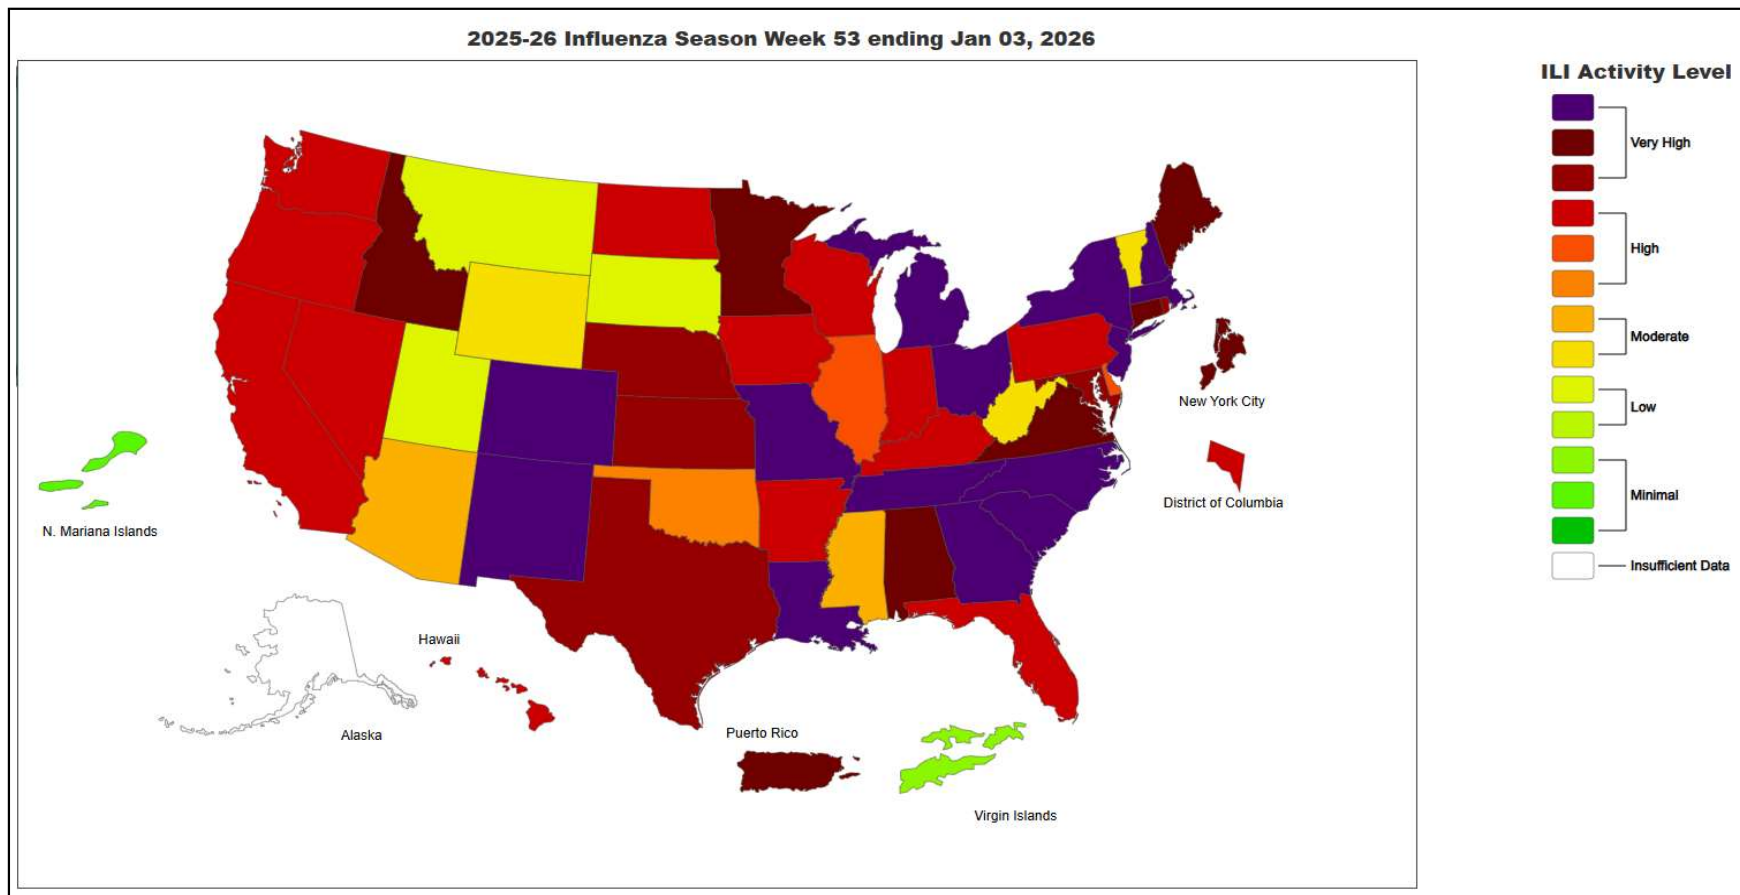 2025-26 Influenza Season Week 53 ending Jan 03, 2026
ILI Activity Level
Very High
High
Moderate
Low
Minimal
Insufficient Data
New York City
District of Columbia
N. Mariana Islands
Hawaii
Alaska
Puerto Rico
Virgin Islands